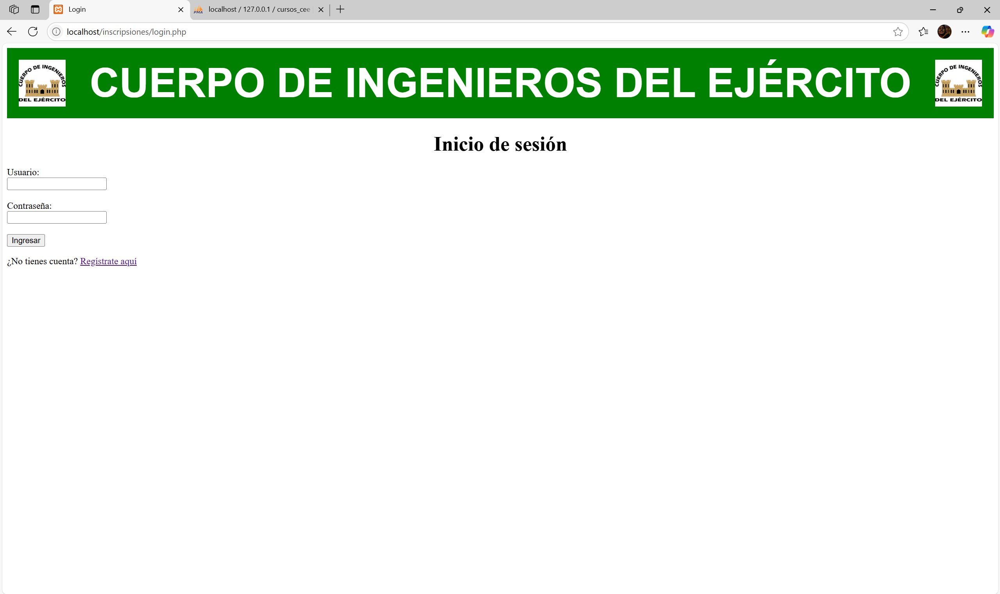 Login
localhost / 127.0.0.1 / cursos_cee
localhost/inscripsiones/login.php
CUERPO DE INGENIEROS
DEL EJÉRCITO
CUERPO DE INGENIEROS DEL EJÉRCITO
CUERPO DE INGENIEROS
DEL EJÉRCITO
Inicio de sesión
Usuario:
Contraseña:
Ingresar
¿No tienes cuenta? Regístrate aquí